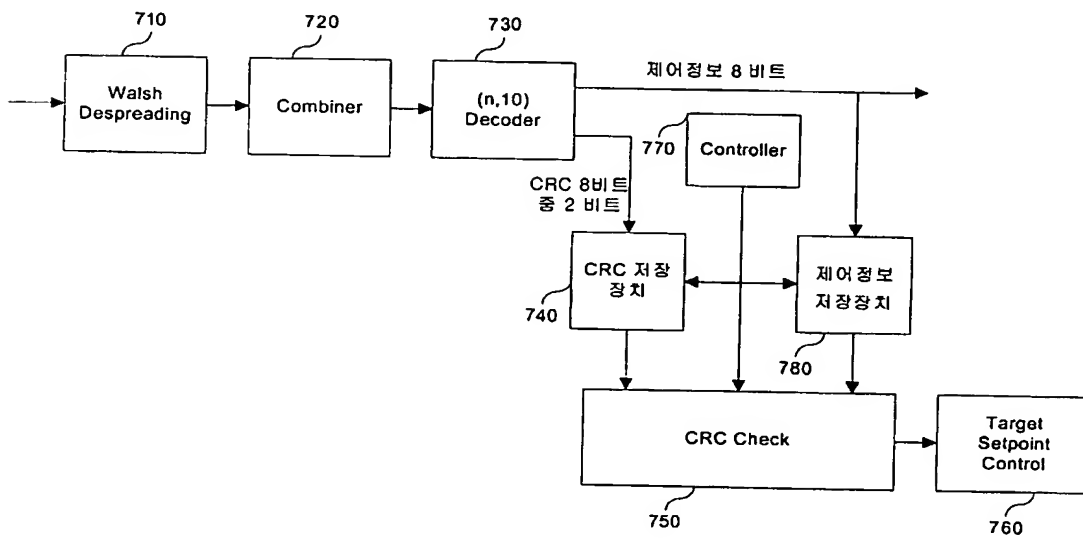 710
720
730
Walsh
Despreading
Combiner
(n,10)
Decoder
제어정보 8 비트
770
Controller
CRC 8비트
중 2 비트
CRC 저장
장치
740
제어정보
저장장치
780
CRC Check
750
Target
Setpoint
Control
760